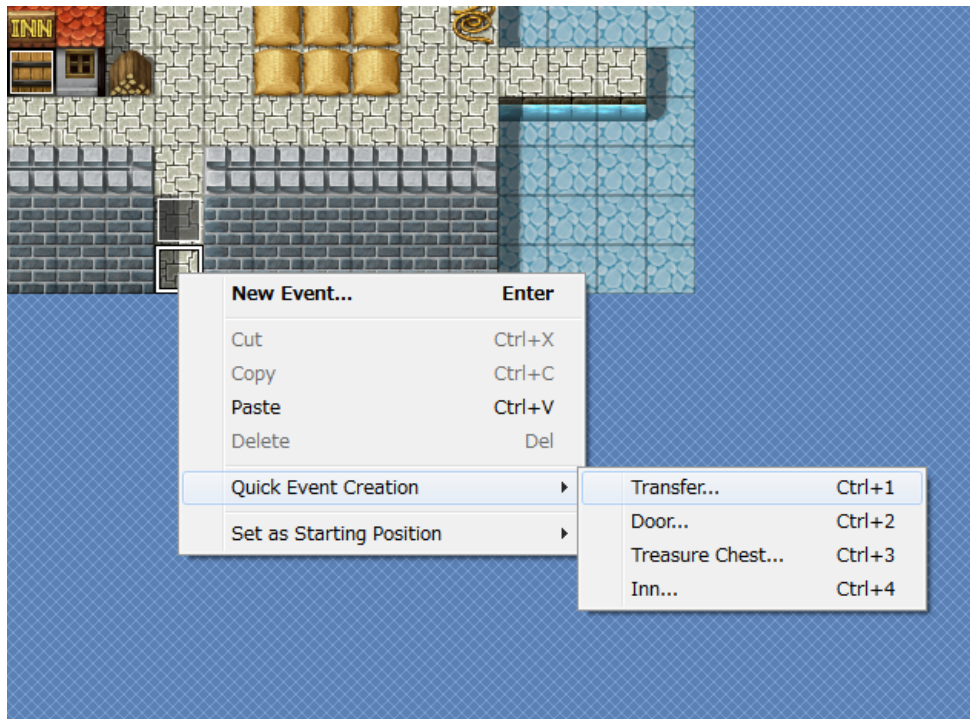 INN
New Event... Enter
Cut Ctrl+X
Copy Ctrl+C
Paste Ctrl+V
Delete Del
Quick Event Creation
Set as Starting Position
Transfer... Ctrl+1
Door... Ctrl+2
Treasure Chest... Ctrl+3
Inn... Ctrl+4